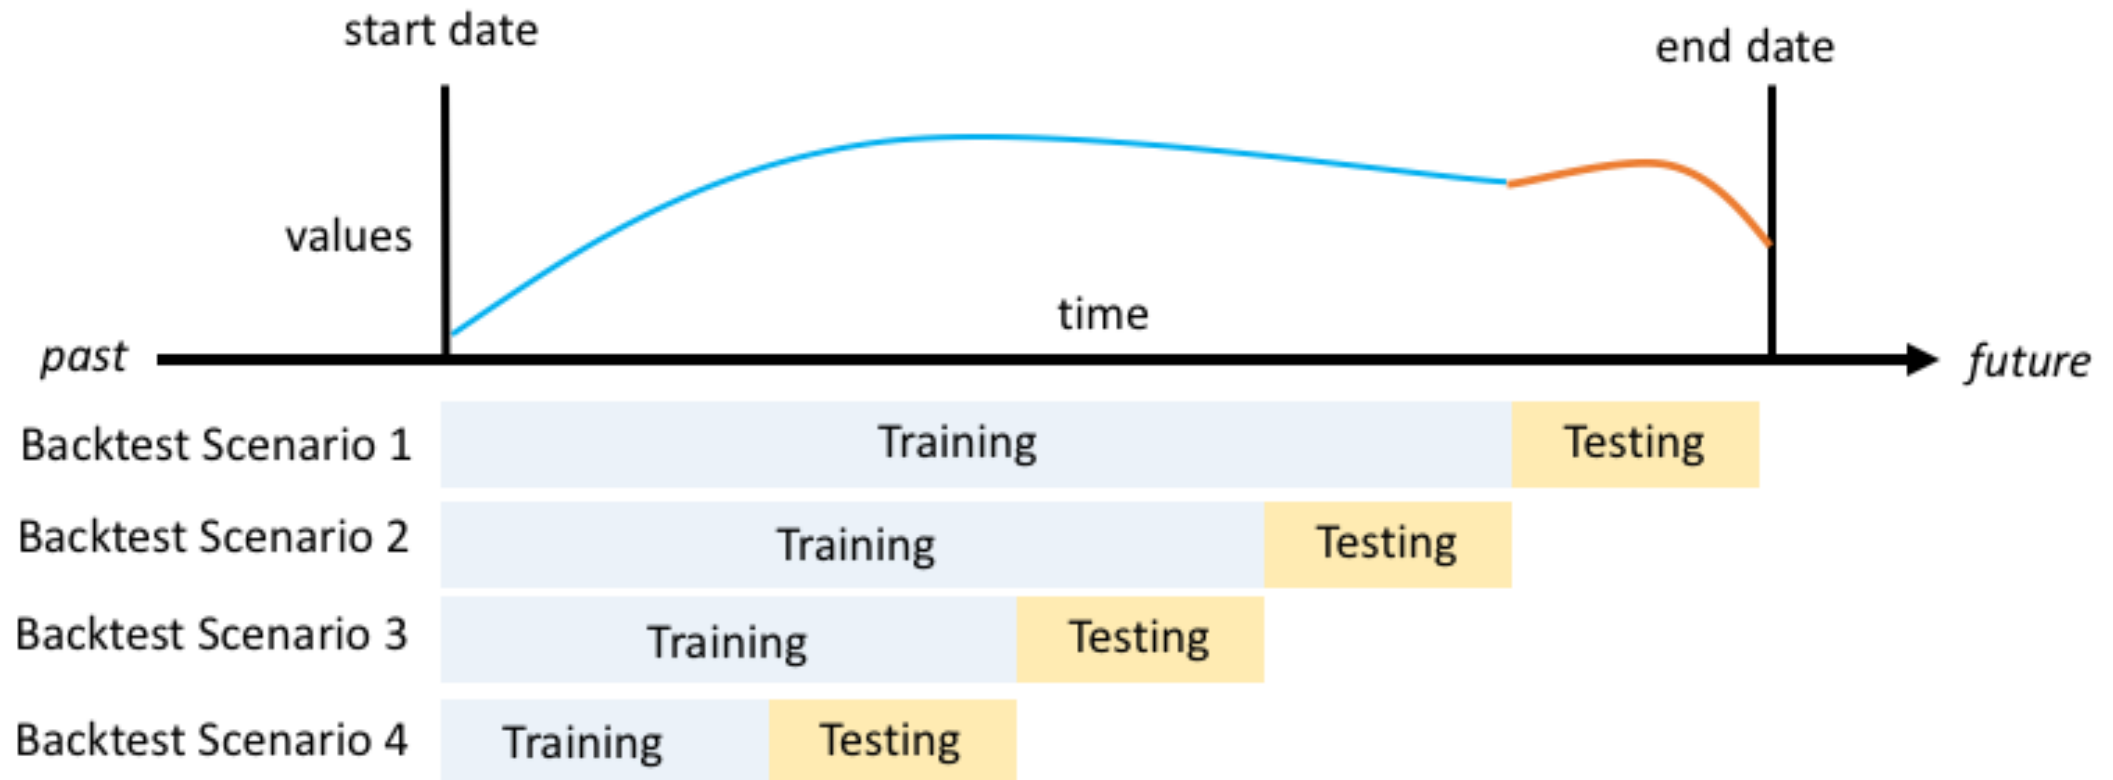 start date
end date
values
time
past
future
Backtest Scenario 1
Training
Testing
Backtest Scenario 2
Training
Testing
Backtest Scenario 3
Training
Testing
Backtest Scenario 4
Training
Testing